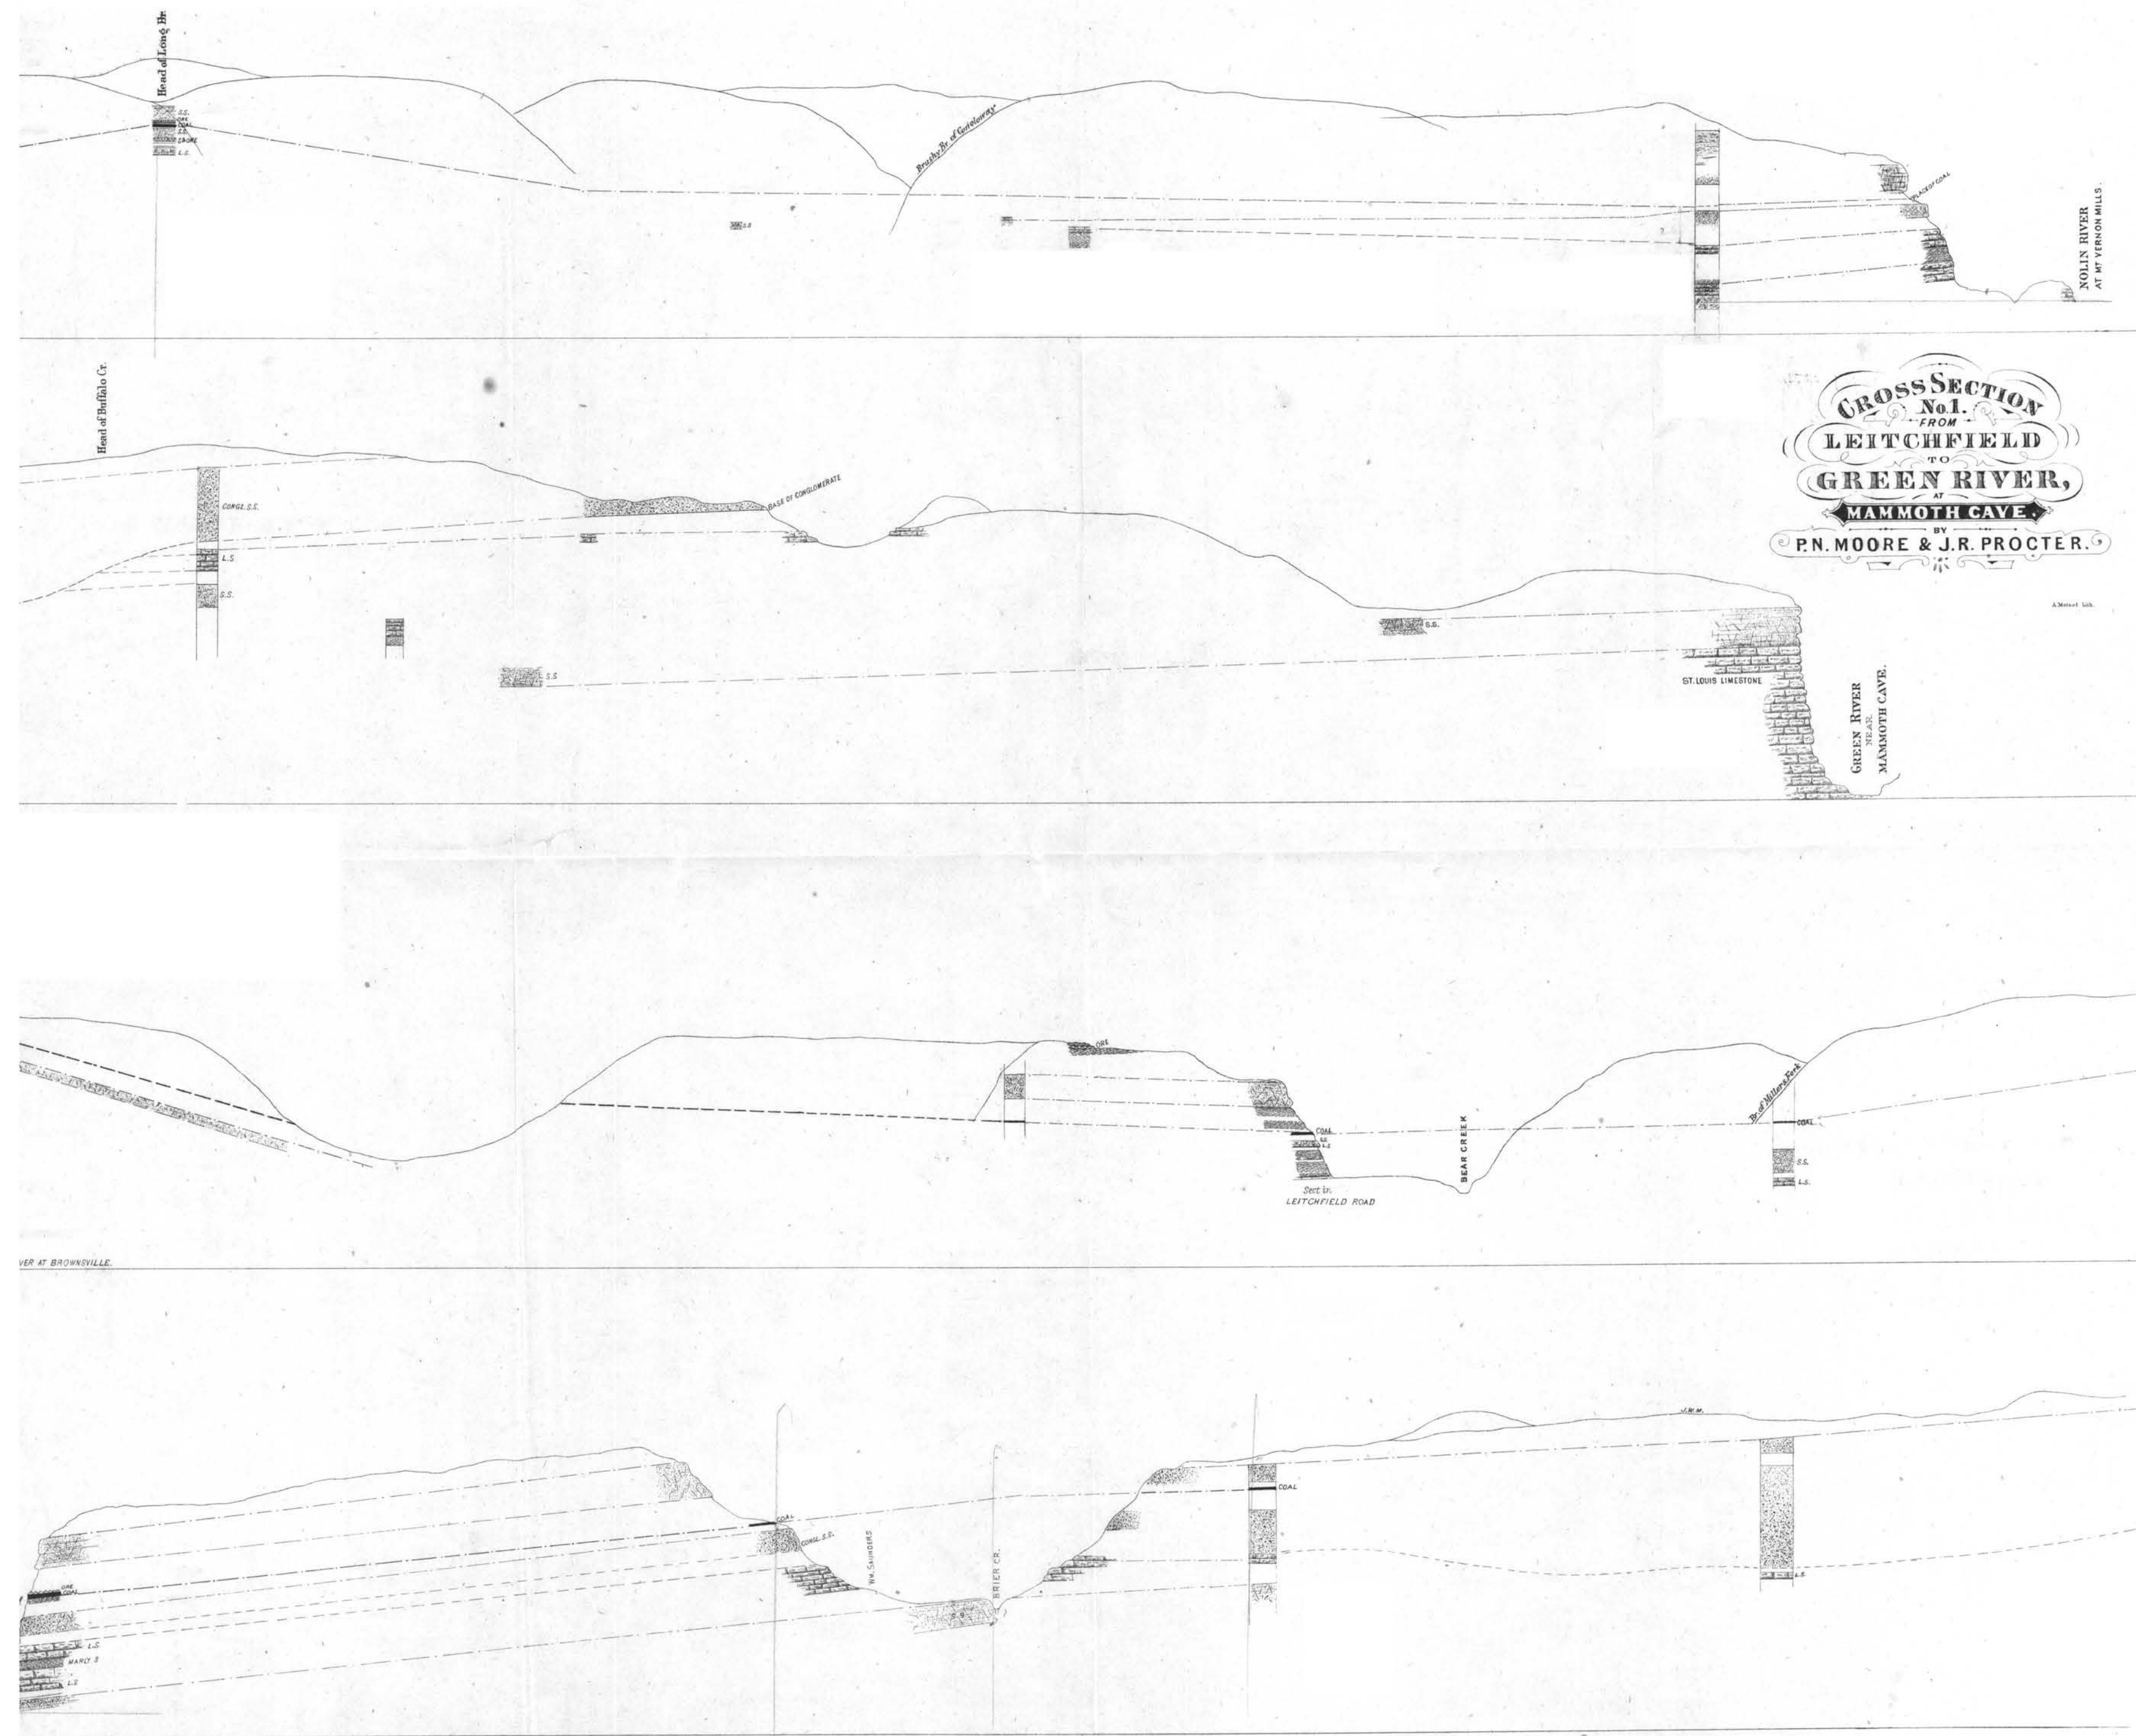 Head of Long Br.
S.S.
ORE
COAL
S.S.
L.S.
Brushy Br. of Conoloway
S.S
PLACE OF COAL
NOLIN RIVER
AT MT VERNON MILLS.
?
Head of Buffalo Cr.
CONGL. S.S.
L.S
S.S.
BASE OF CONGLOMERATE
S.S
S.S.
ST. LOUIS LIMESTONE
GREEN RIVER
NEAR
MAMMOTH CAVE.
CROSS SECTION
No.1.
FROM
LEITCHFIELD
TO
GREEN RIVER,
AT
MAMMOTH CAVE.
BY
P.N. MOORE & J.R. PROCTER.
ORE
COAL
L.S
Sect in
LEITCHFIELD ROAD
BEAR CREEK
Br. of Millers Fork
COAL
S.S.
L.S.
VER AT BROWNSVILLE.
ORE
COAL
L.S
MARLY S
L.S
COAL
CONGL. S.S.
WM. SAUNDERS
S.S
BRIER CR.
COAL
J.W.M.
L.S.